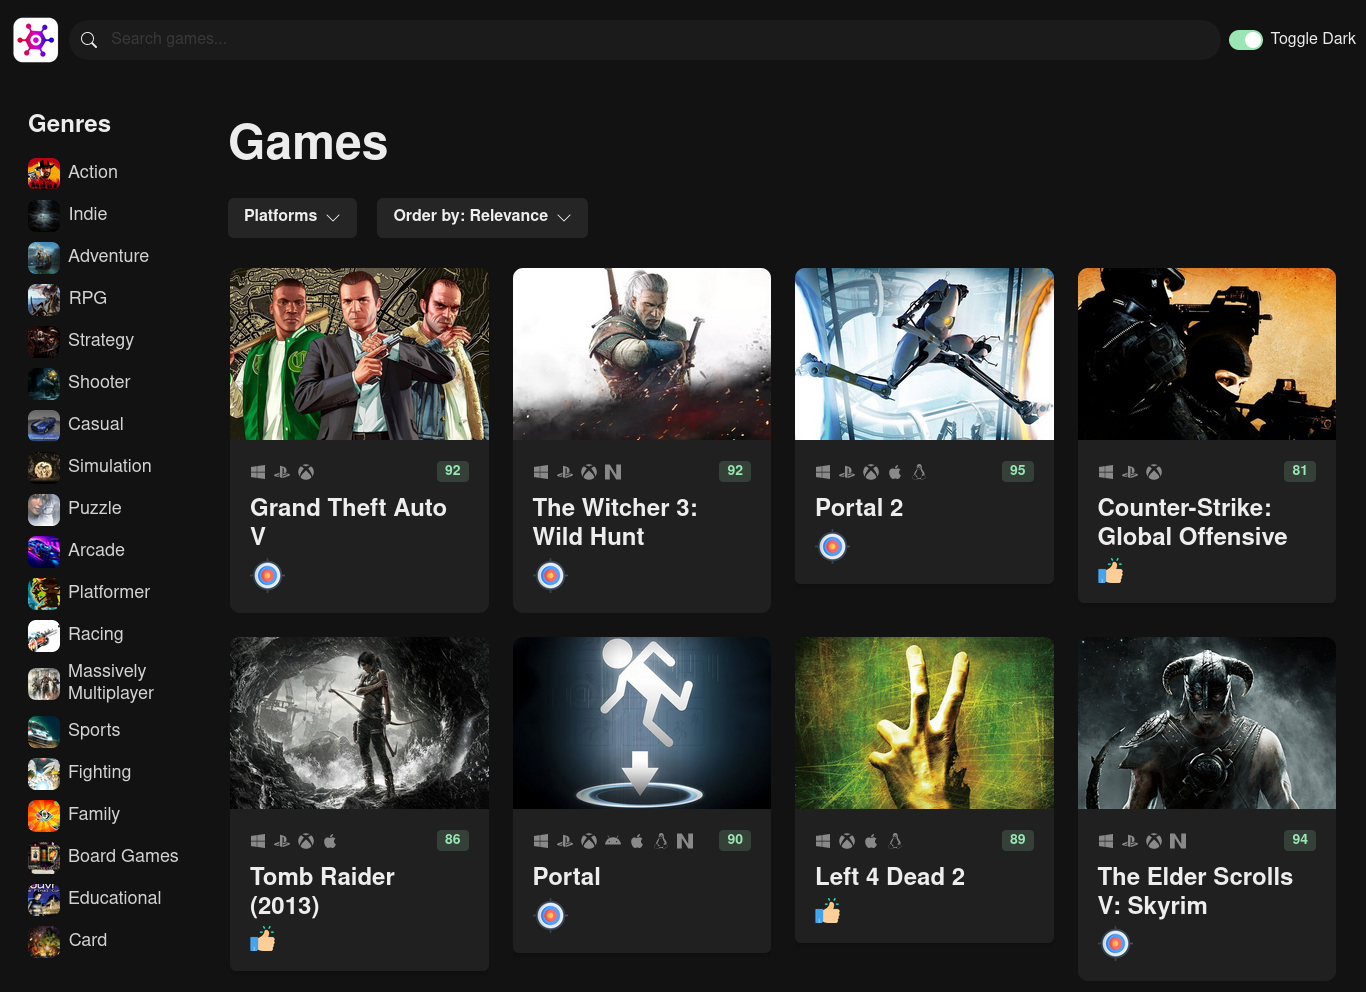 Search games...
Toggle Dark
Genres
Action
Indie
Adventure
RPG
Strategy
Shooter
Casual
Simulation
Puzzle
Arcade
Platformer
Racing
Massively
Multiplayer
Sports
Fighting
Family
Board Games
Educational
Card
Games
Platforms
Order by: Relevance
92
Grand Theft Auto
V
92
The Witcher 3:
Wild Hunt
95
Portal 2
81
Counter-Strike:
Global Offensive
86
Tomb Raider
(2013)
90
Portal
89
Left 4 Dead 2
94
The Elder Scrolls
V: Skyrim